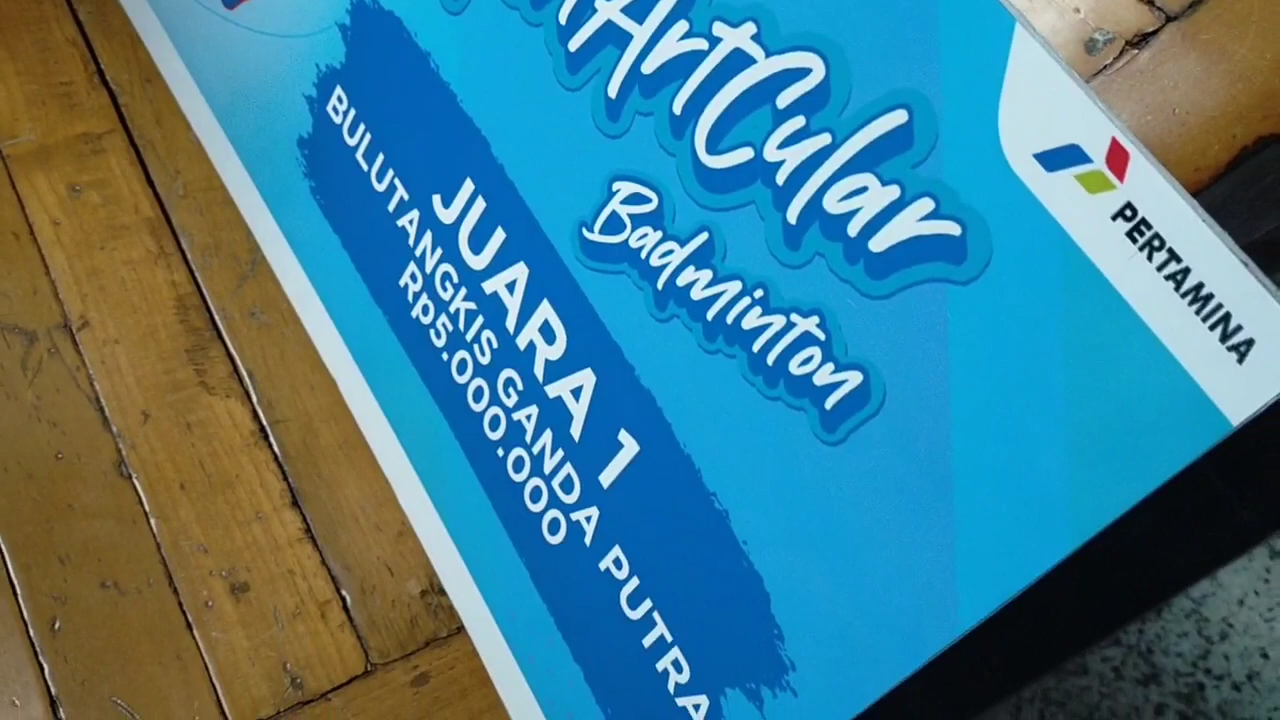 ArtCular
Badminton
PERTAMINA
JUARA 1
BULUTANGKIS GANDA PUTRA
Rp5.000.000